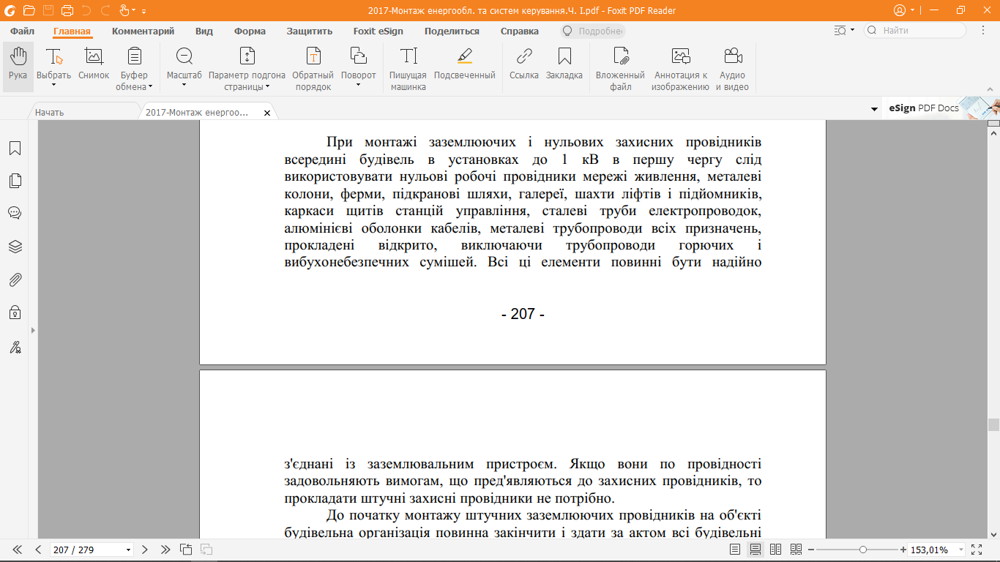 2017-Монтаж енергообл. та систем керування.Ч. I.pdf - Foxit PDF Reader
Файл Главная Комментарий Вид Форма Защитить Foxit eSign Поделиться Справка Подробнее Найти
Рука Выбрать Снимок Буфер обмена Масштаб Параметр подгона страницы Обратный порядок Поворот Пишущая машинка Подсвеченный Ссылка Закладка Вложенный файл Аннотация к изображению Аудио и видео
Начать 2017-Монтаж енергоо... eSign PDF Docs
При монтажі заземлюючих і нульових захисних провідників
всередині будівель в установках до 1 кВ в першу чергу слід
використовувати нульові робочі провідники мережі живлення, металеві
колони, ферми, підкранові шляхи, галереї, шахти ліфтів і підйомників,
каркаси щитів станцій управління, сталеві труби електропроводок,
алюмінієві оболонки кабелів, металеві трубопроводи всіх призначень,
прокладені відкрито, виключаючи трубопроводи горючих і
вибухонебезпечних сумішей. Всі ці елементи повинні бути надійно
- 207 -
з'єднані із заземлювальним пристроєм. Якщо вони по провідності
задовольняють вимогам, що пред'являються до захисних провідників, то
прокладати штучні захисні провідники не потрібно.
До початку монтажу штучних заземлюючих провідників на об'єкті
будівельна організація повинна закінчити і здати за актом всі будівельні
207 / 279 153,01%